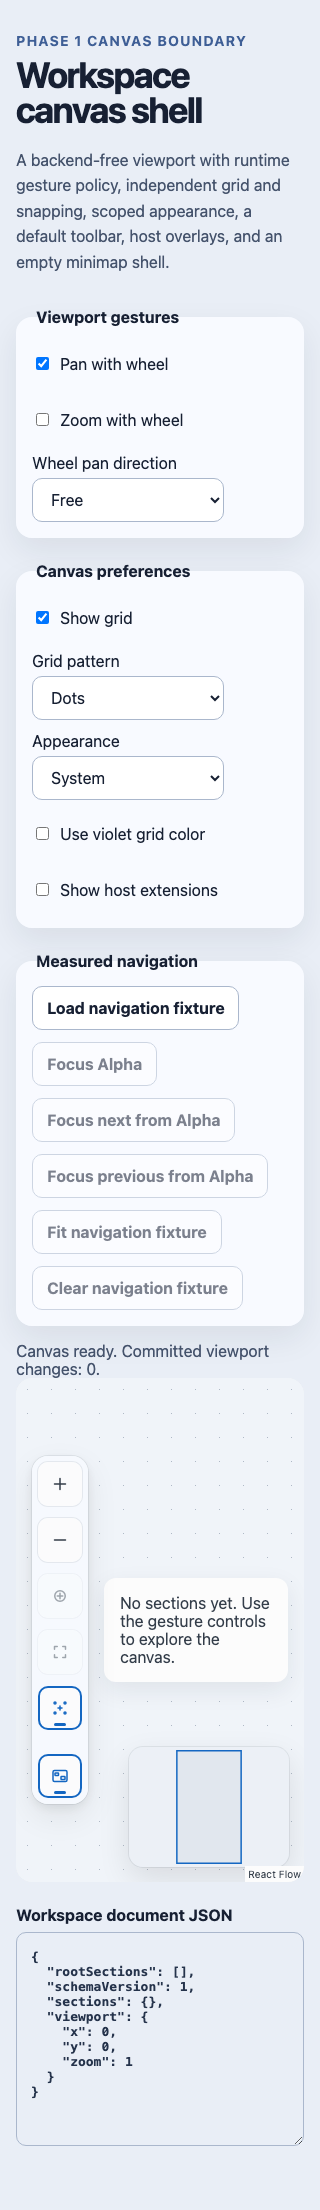 PHASE 1 CANVAS BOUNDARY
Workspace
canvas shell
A backend-free viewport with runtime
gesture policy, independent grid and
snapping, scoped appearance, a
default toolbar, host overlays, and an
empty minimap shell.
Viewport gestures
Pan with wheel
Zoom with wheel
Wheel pan direction
Free
Canvas preferences
Show grid
Grid pattern
Dots
Appearance
System
Use violet grid color
Show host extensions
Measured navigation
Load navigation fixture
Focus Alpha
Focus next from Alpha
Focus previous from Alpha
Fit navigation fixture
Clear navigation fixture
Canvas ready. Committed viewport
changes: 0.
No sections yet. Use
the gesture controls
to explore the
canvas.
React Flow
Workspace document JSON
{
  "rootSections": [],
  "schemaVersion": 1,
  "sections": {},
  "viewport": {
    "x": 0,
    "y": 0,
    "zoom": 1
  }
}